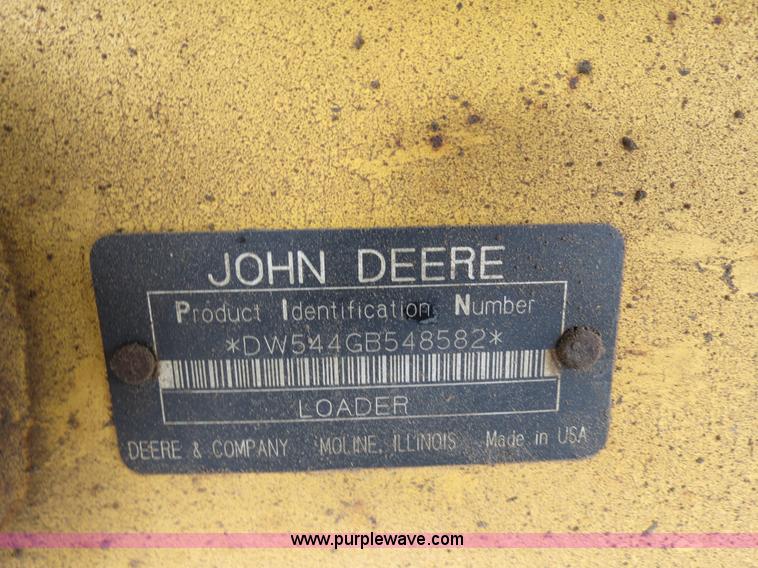 JOHN DEERE
Product Identification Number
*DW544GB548582*
LOADER
DEERE & COMPANY MOLINE, ILLINOIS Made in USA
www.purplewave.com